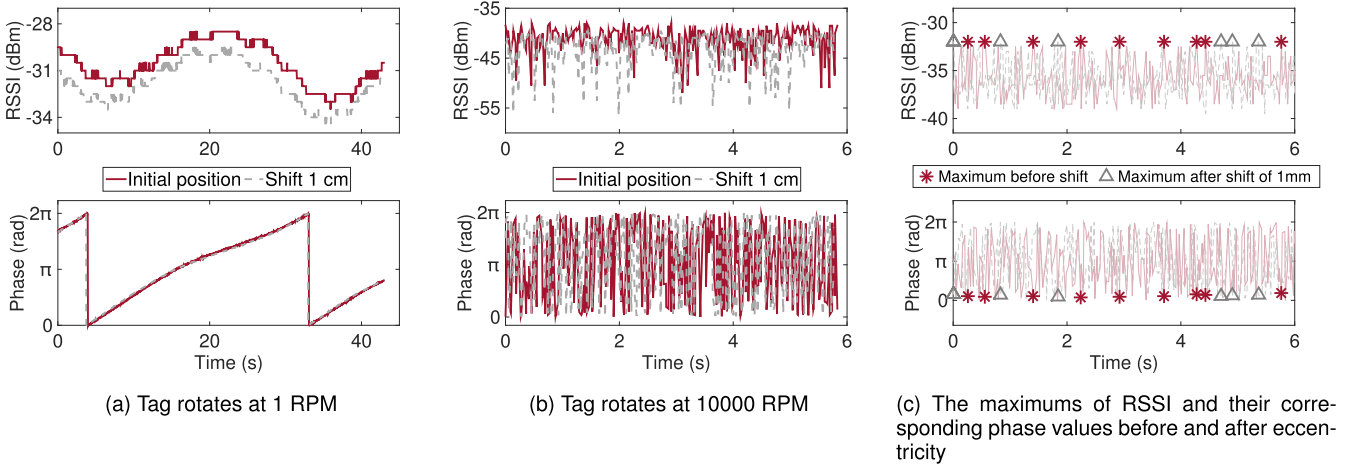 -28
-31
-34
RSSI (dBm)
0
20
40
-35
-45
-55
RSSI (dBm)
0
2
4
6
-30
-35
-40
RSSI (dBm)
0
2
4
6
Initial position
Shift 1 cm
Initial position
Shift 1 cm
Maximum before shift
Maximum after shift of 1mm
2π
π
0
Phase (rad)
0
20
40
Time (s)
2π
π
0
Phase (rad)
0
2
4
6
Time (s)
2π
π
0
Phase (rad)
0
2
4
6
Time (s)
(a) Tag rotates at 1 RPM
(b) Tag rotates at 10000 RPM
(c) The maximums of RSSI and their corre-
sponding phase values before and after eccen-
tricity